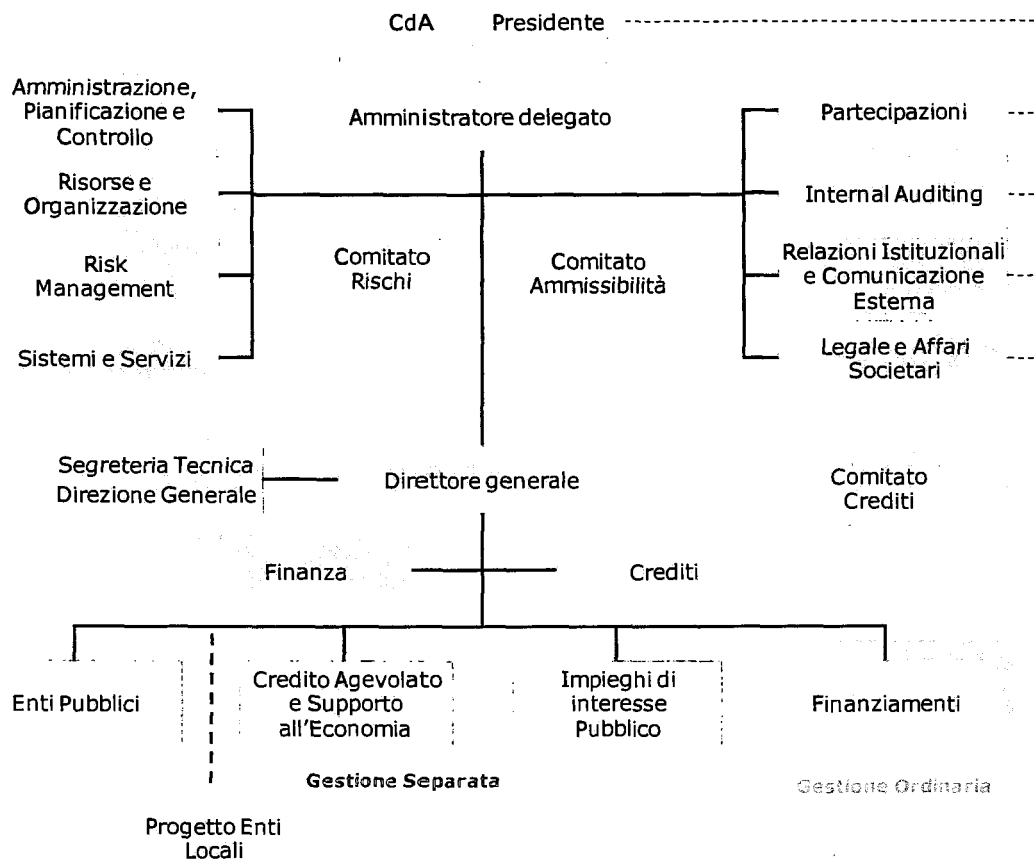 CdA Presidente
Amministrazione,
Pianificazione e
Controllo
Amministratore delegato
Partecipazioni
Risorse e
Organizzazione
Internal Auditing
Risk
Management
Comitato
Rischi
Comitato
Ammissibilità
Relazioni Istituzionali
e Comunicazione
Esterna
Sistemi e Servizi
Legale e Affari
Societari
Segreteria Tecnica
Direzione Generale
Direttore generale
Comitato
Crediti
Finanza
Crediti
Enti Pubblici
Credito Agevolato
e Supporto
all'Economia
Impieghi di
interesse
Pubblico
Finanziamenti
Gestione Separata
Gestione Ordinaria
Progetto Enti
Locali